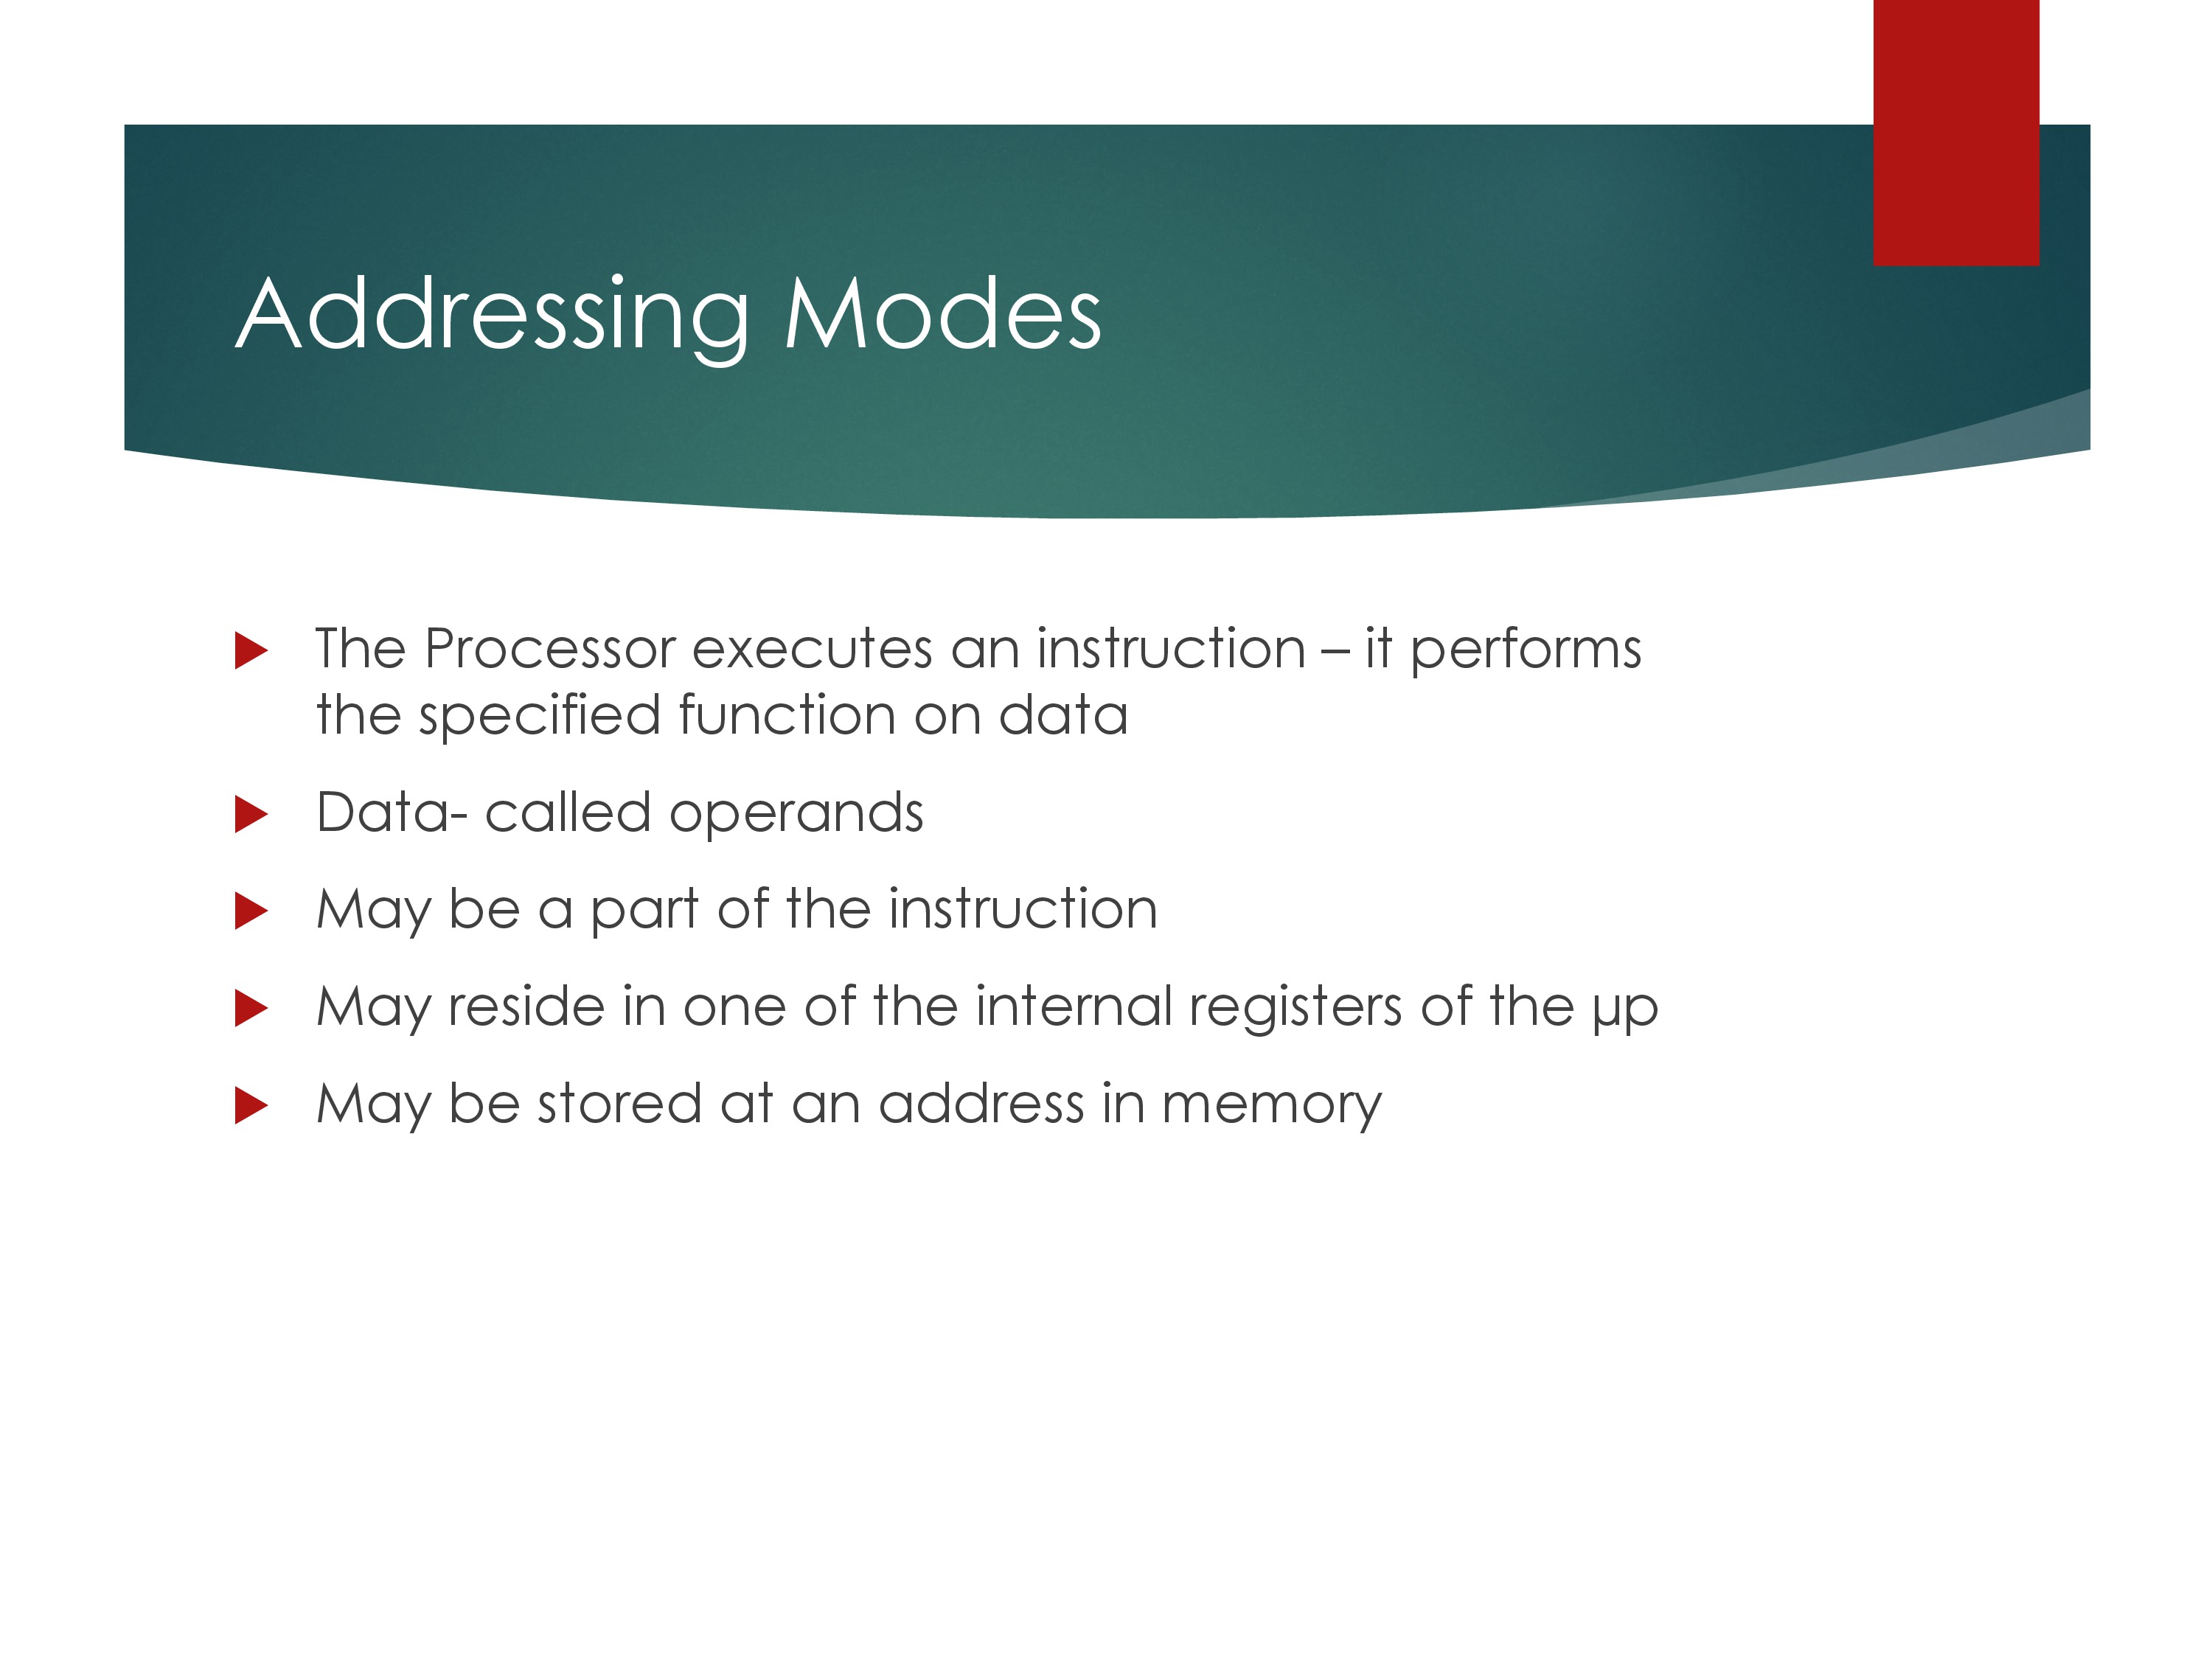 Addressing Modes
The Processor executes an instruction – it performs
the specified function on data
Data- called operands
May be a part of the instruction
May reside in one of the internal registers of the µp
May be stored at an address in memory